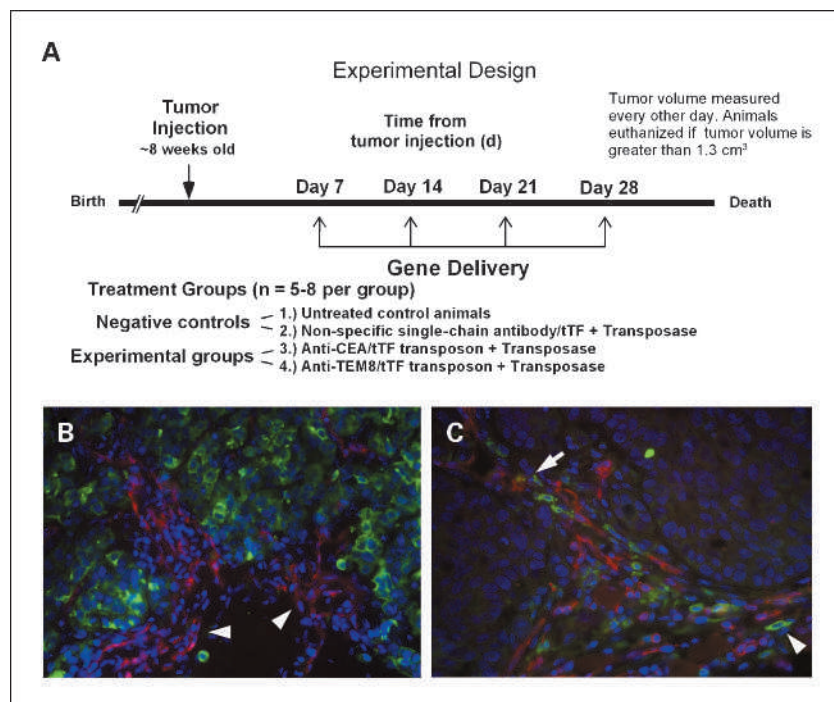 A
Experimental Design
Tumor
Injection
~8 weeks old
Time from
tumor injection (d)
Tumor volume measured
every other day. Animals
euthanized if tumor volume is
greater than 1.3 cm³
Birth
Day 7
Day 14
Day 21
Day 28
Death
Gene Delivery
Treatment Groups (n = 5-8 per group)
Negative controls
1.) Untreated control animals
2.) Non-specific single-chain antibody/tTF + Transposase
Experimental groups
3.) Anti-CEA/tTF transposon + Transposase
4.) Anti-TEM8/tTF transposon + Transposase
B
C